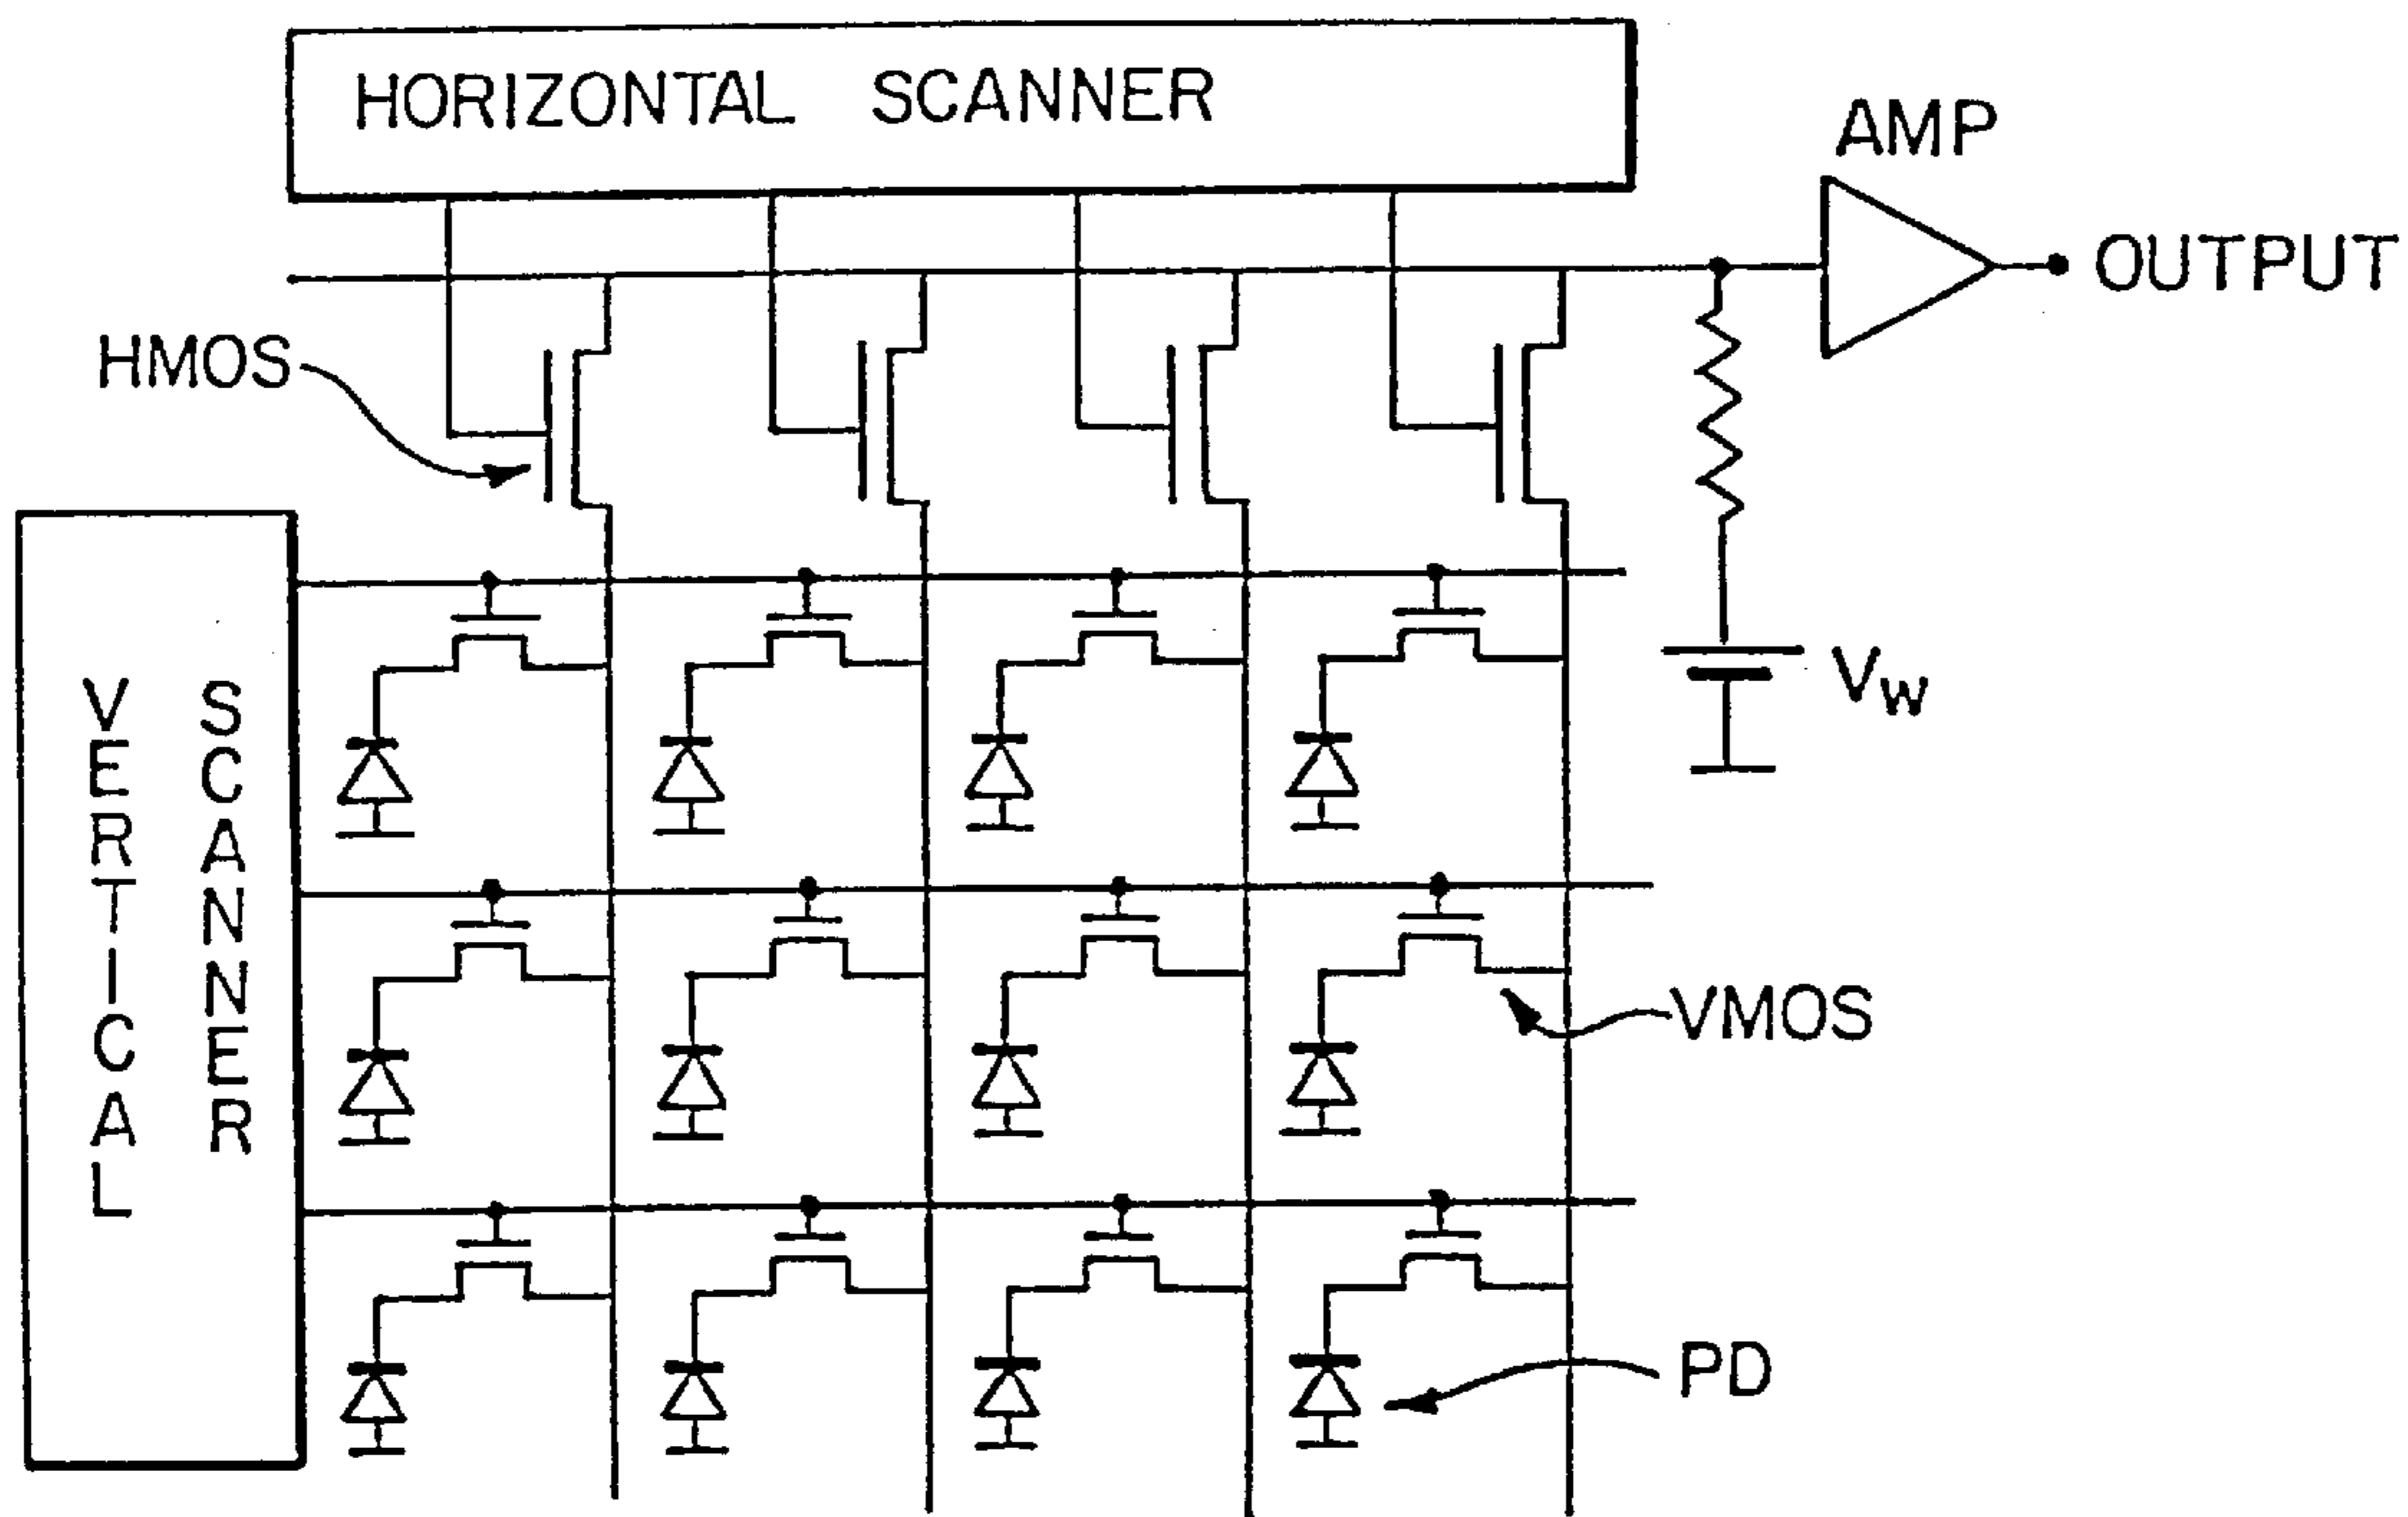 HORIZONTAL SCANNER
AMP
OUTPUT
HMOS
VERTICAL
SCANNER
Vw
VMOS
PD